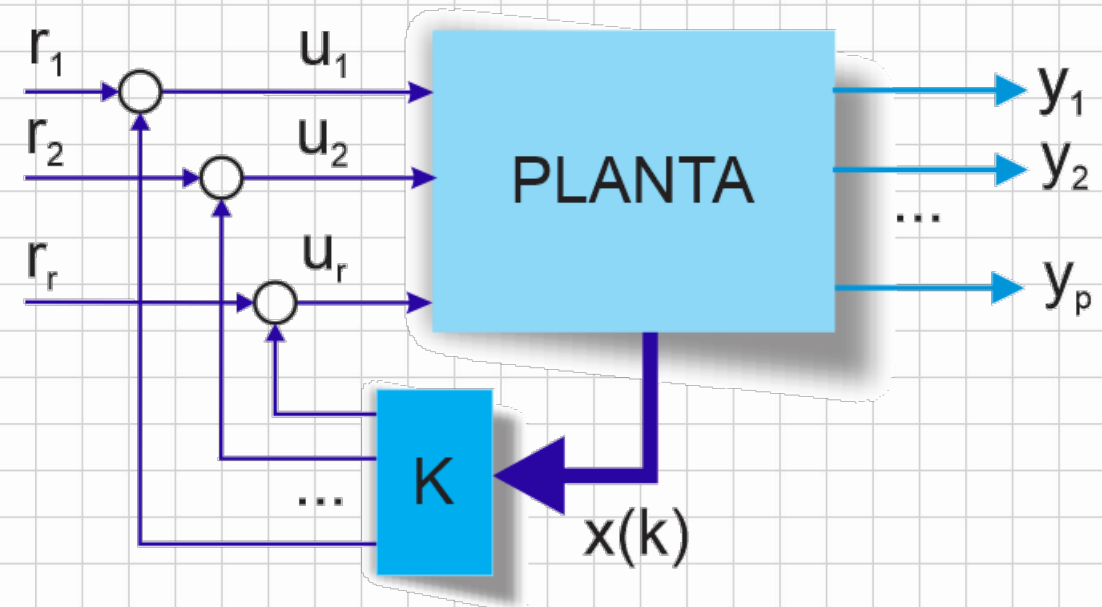 r₁ u₁ y₁
r₂ u₂ y₂
PLANTA
...
rᵣ uᵣ yₚ
K
...
x(k)